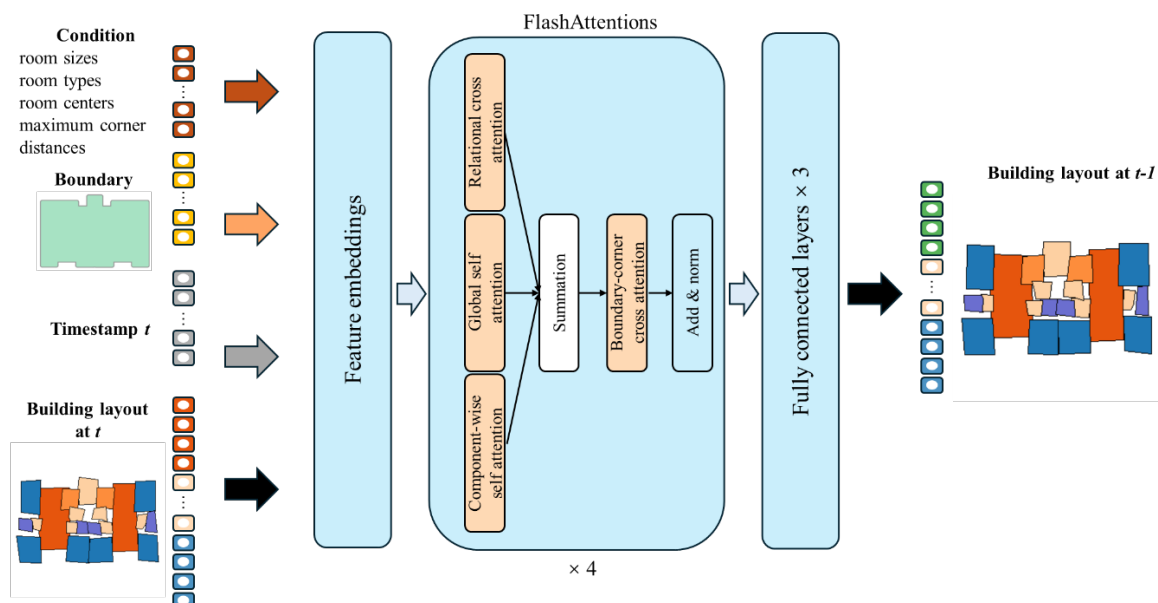 Condition
room sizes
room types
room centers
maximum corner
distances
Boundary
Timestamp t
Building layout
at t
Feature embeddings
FlashAttentions
Relational cross
attention
Global self
attention
Component-wise
self attention
Summation
Boundary-corner
cross attention
Add & norm
× 4
Fully connected layers × 3
Building layout at t-1